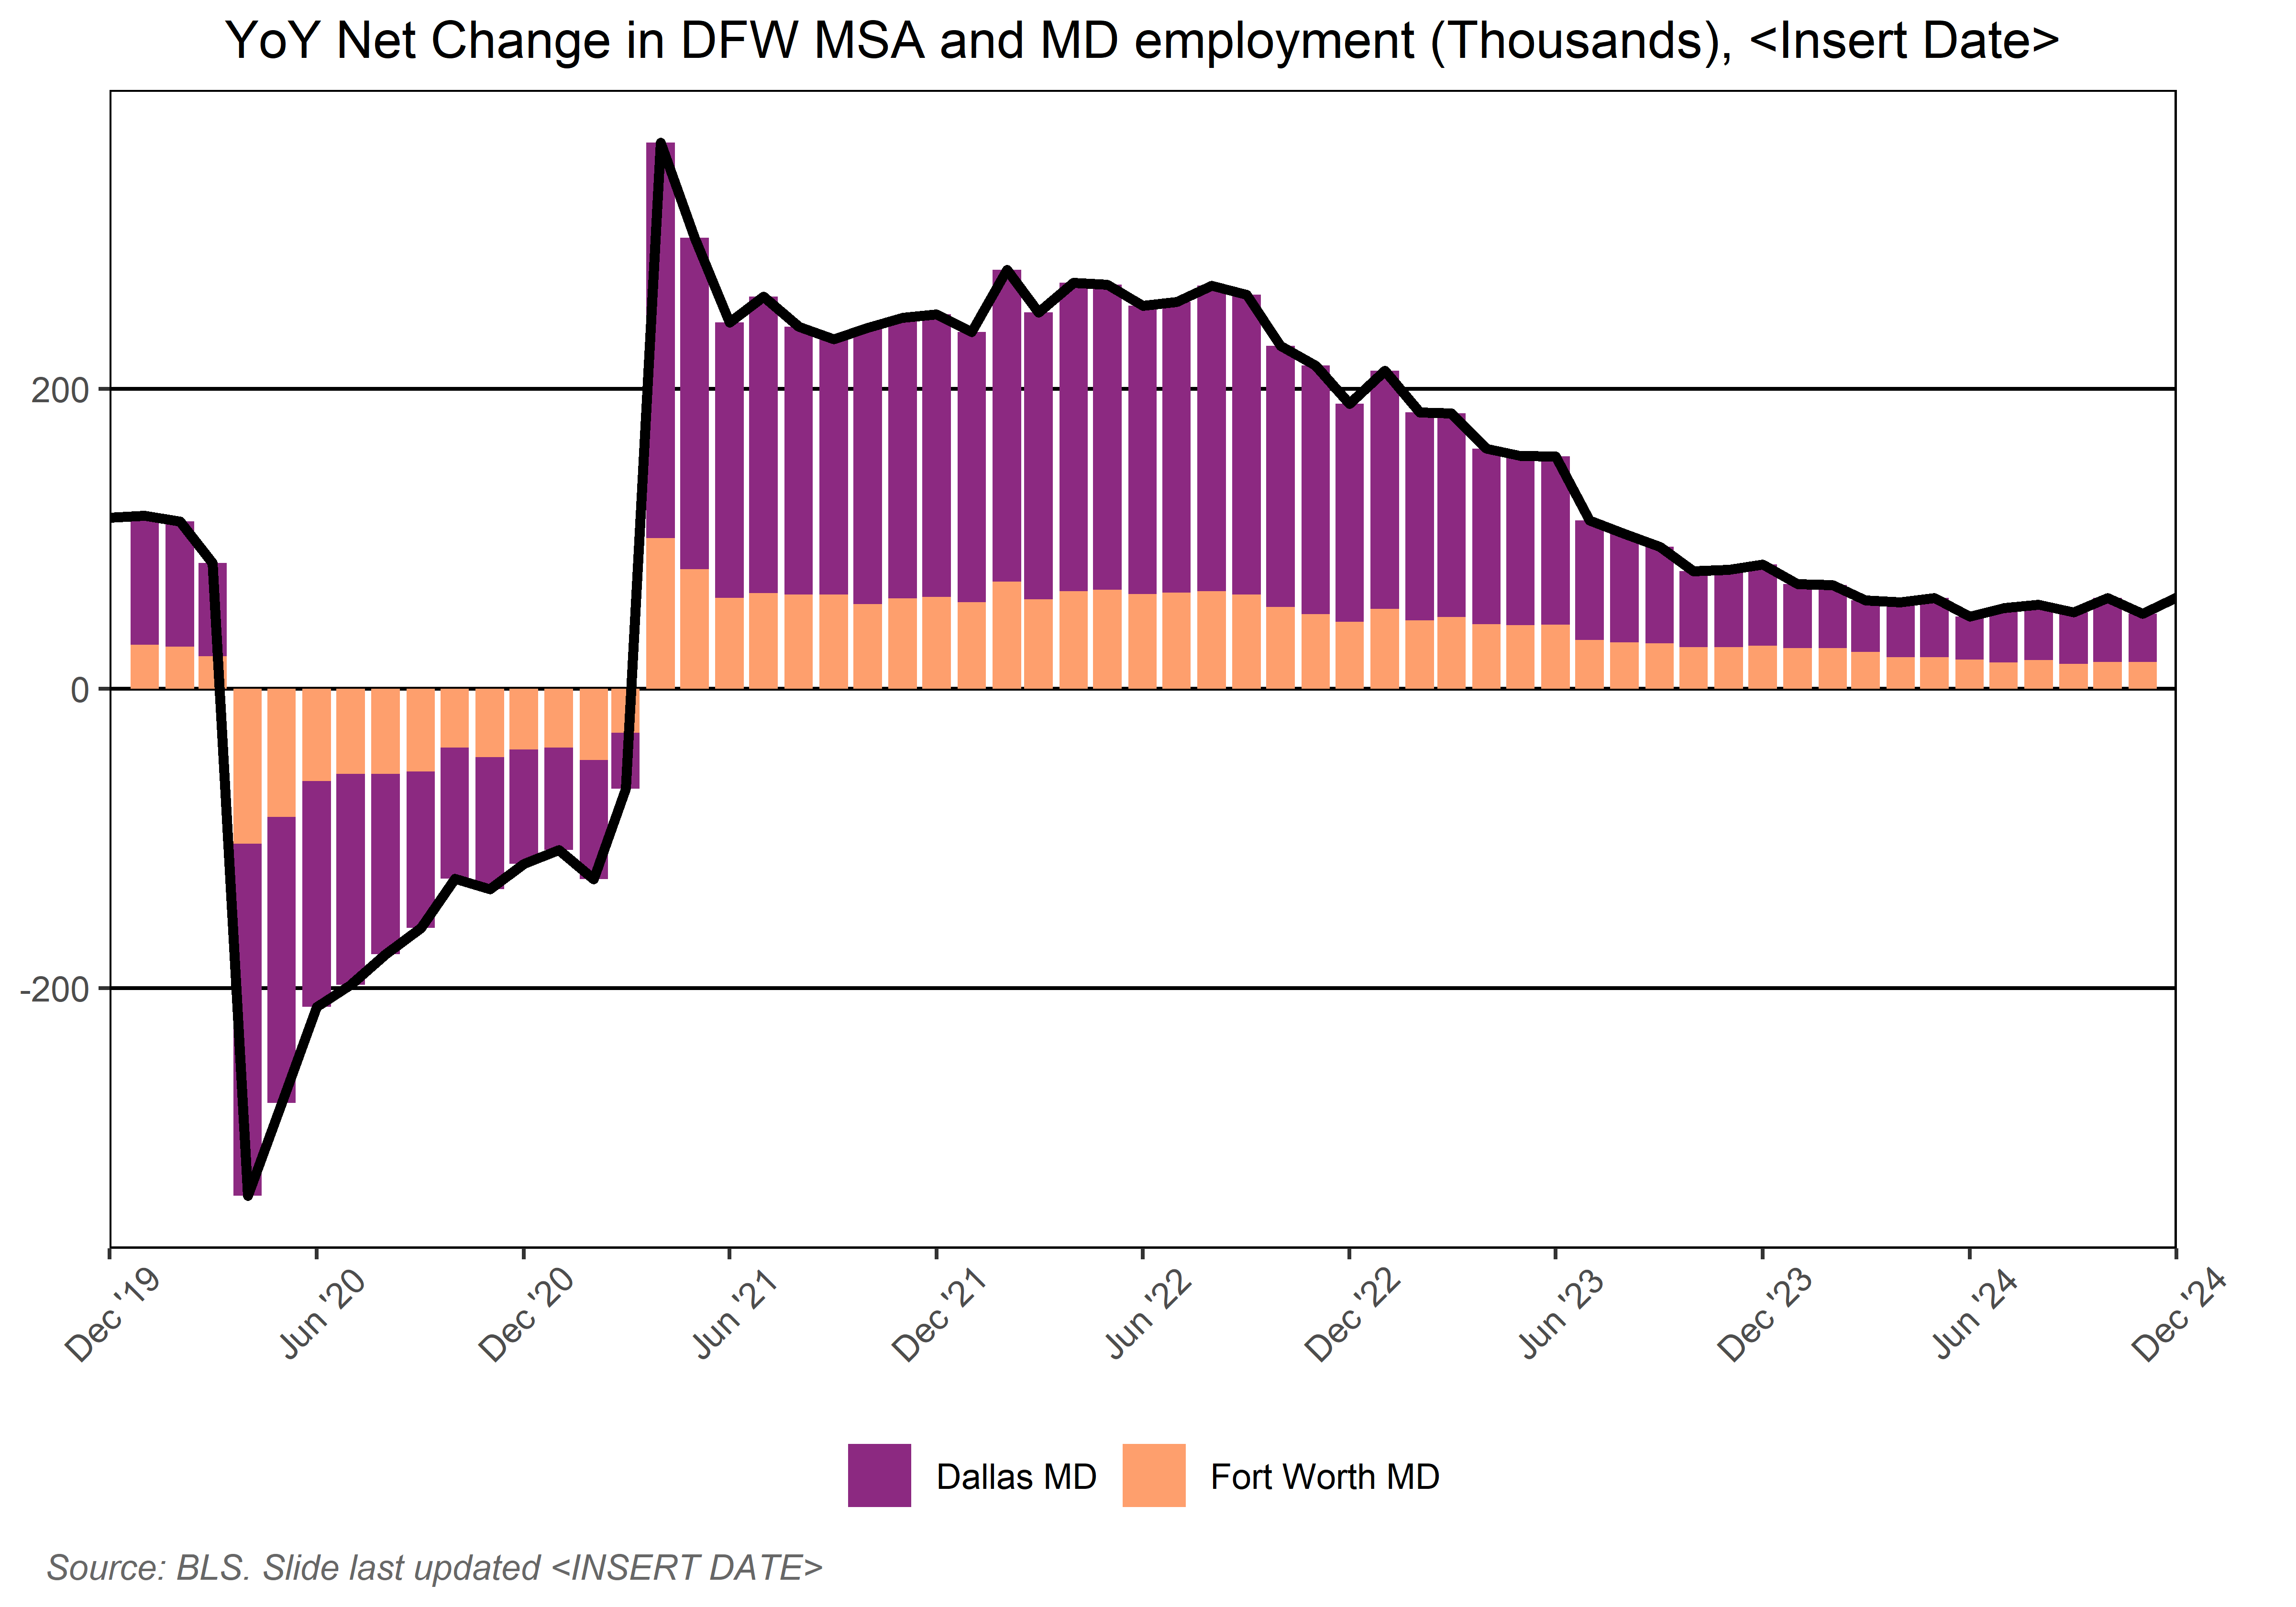 YoY Net Change in DFW MSA and MD employment (Thousands), <Insert Date>
200
0
-200
Dec '19
Jun '20
Dec '20
Jun '21
Dec '21
Jun '22
Dec '22
Jun '23
Dec '23
Jun '24
Dec '24
Dallas MD
Fort Worth MD
Source: BLS. Slide last updated <INSERT DATE>